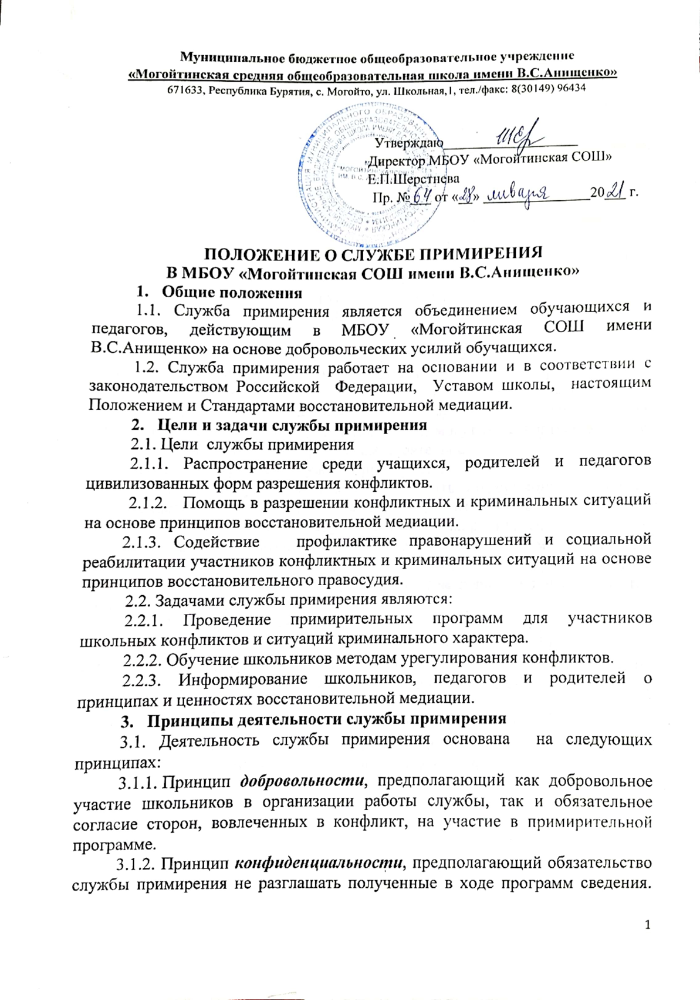 Муниципальное бюджетное общеобразовательное учреждение
«Могойтинская средняя общеобразовательная школа имени В.С.Анищенко»
671633, Республика Бурятия, с. Могойто, ул. Школьная,1, тел./факс: 8(30149) 96434
Утверждаю
Директор МБОУ «Могойтинская СОШ»
Е.П.Шерстнева
Пр. № 64 от «28» января 2021 г.
ПОЛОЖЕНИЕ О СЛУЖБЕ ПРИМИРЕНИЯ
В МБОУ «Могойтинская СОШ имени В.С.Анищенко»
1. Общие положения
1.1. Служба примирения является объединением обучающихся и
педагогов, действующим в МБОУ «Могойтинская СОШ имени
В.С.Анищенко» на основе добровольческих усилий обучащихся.
1.2. Служба примирения работает на основании и в соответствии с
законодательством Российской Федерации, Уставом школы, настоящим
Положением и Стандартами восстановительной медиации.
2. Цели и задачи службы примирения
2.1. Цели службы примирения
2.1.1. Распространение среди учащихся, родителей и педагогов
цивилизованных форм разрешения конфликтов.
2.1.2. Помощь в разрешении конфликтных и криминальных ситуаций
на основе принципов восстановительной медиации.
2.1.3. Содействие профилактике правонарушений и социальной
реабилитации участников конфликтных и криминальных ситуаций на основе
принципов восстановительного правосудия.
2.2. Задачами службы примирения являются:
2.2.1. Проведение примирительных программ для участников
школьных конфликтов и ситуаций криминального характера.
2.2.2. Обучение школьников методам урегулирования конфликтов.
2.2.3. Информирование школьников, педагогов и родителей о
принципах и ценностях восстановительной медиации.
3. Принципы деятельности службы примирения
3.1. Деятельность службы примирения основана на следующих
принципах:
3.1.1. Принцип добровольности, предполагающий как добровольное
участие школьников в организации работы службы, так и обязательное
согласие сторон, вовлеченных в конфликт, на участие в примирительной
программе.
3.1.2. Принцип конфиденциальности, предполагающий обязательство
службы примирения не разглашать полученные в ходе программ сведения.
1